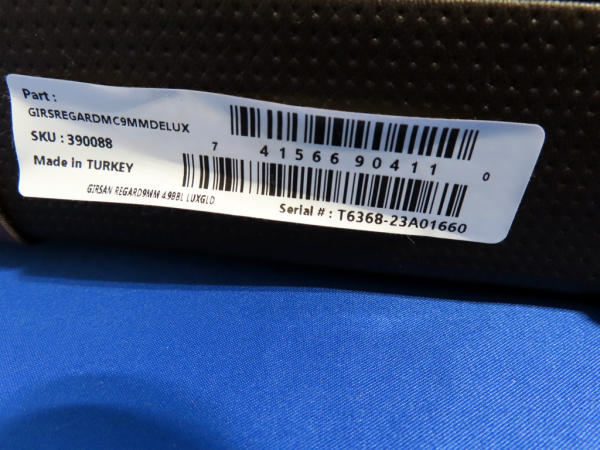 Part :
GIRSREGARDMC9MMDELUX
SKU : 390088
Made in TURKEY
7 41566 90411 0
GIRSAN REGARD9MM 4.9BBL LUXGLD
Serial # : T6368-23A01660